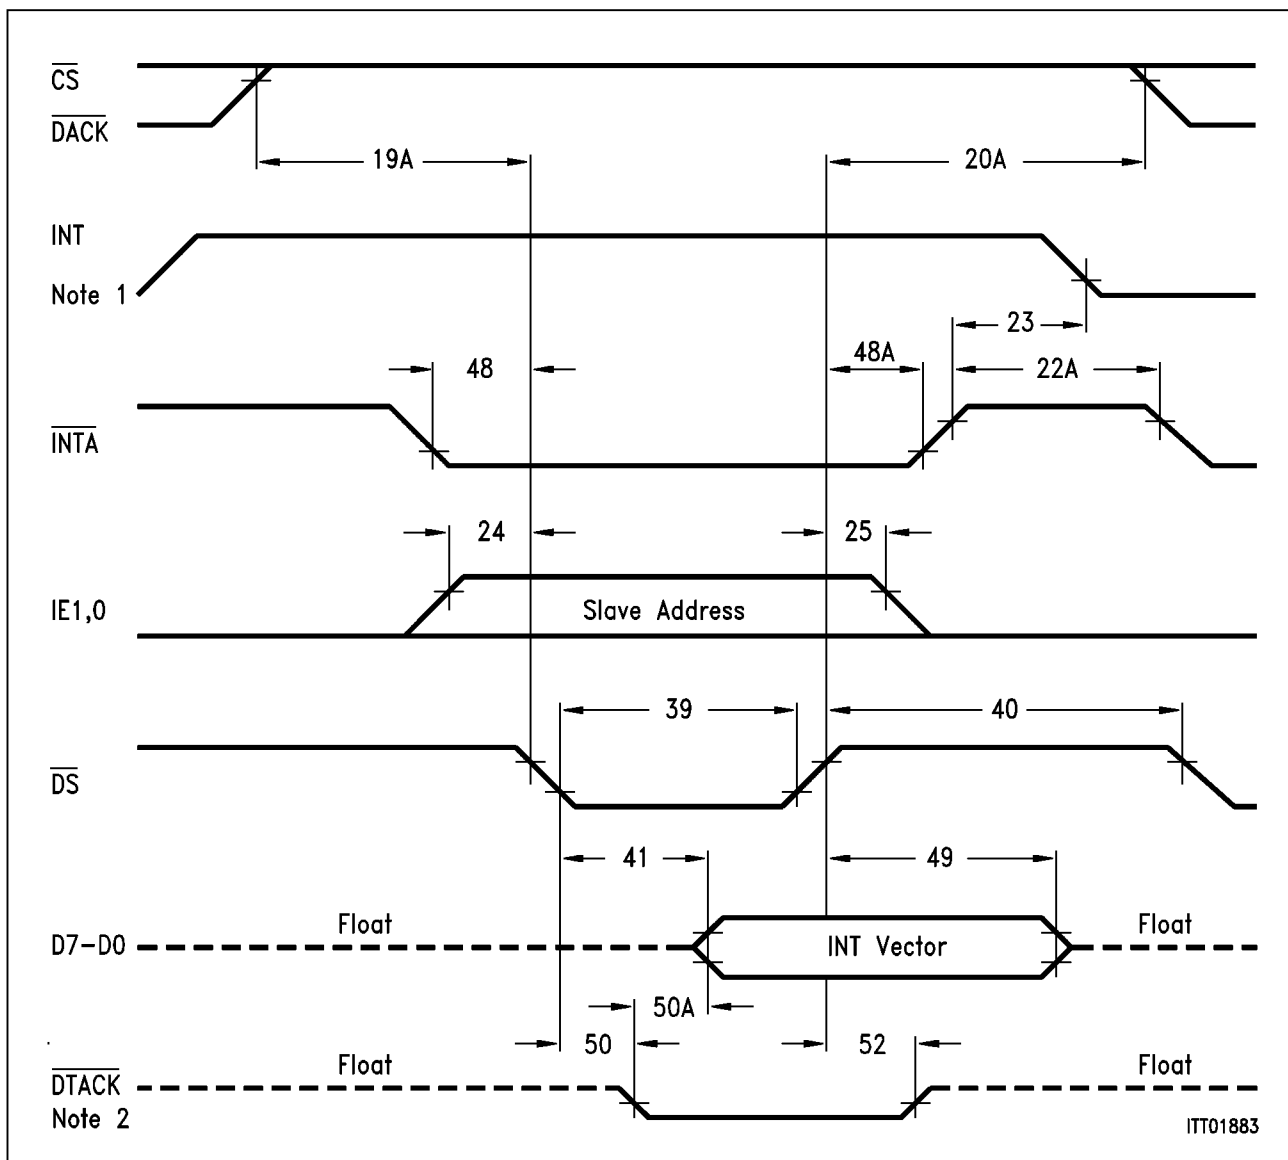 CS
DACK
19A
20A
INT
Note 1
23
48
48A
22A
INTA
24
25
IE1,0
Slave Address
39
40
DS
41
49
Float
Float
D7-D0
INT Vector
50A
50
52
Float
Float
DTACK
Note 2
ITT01883